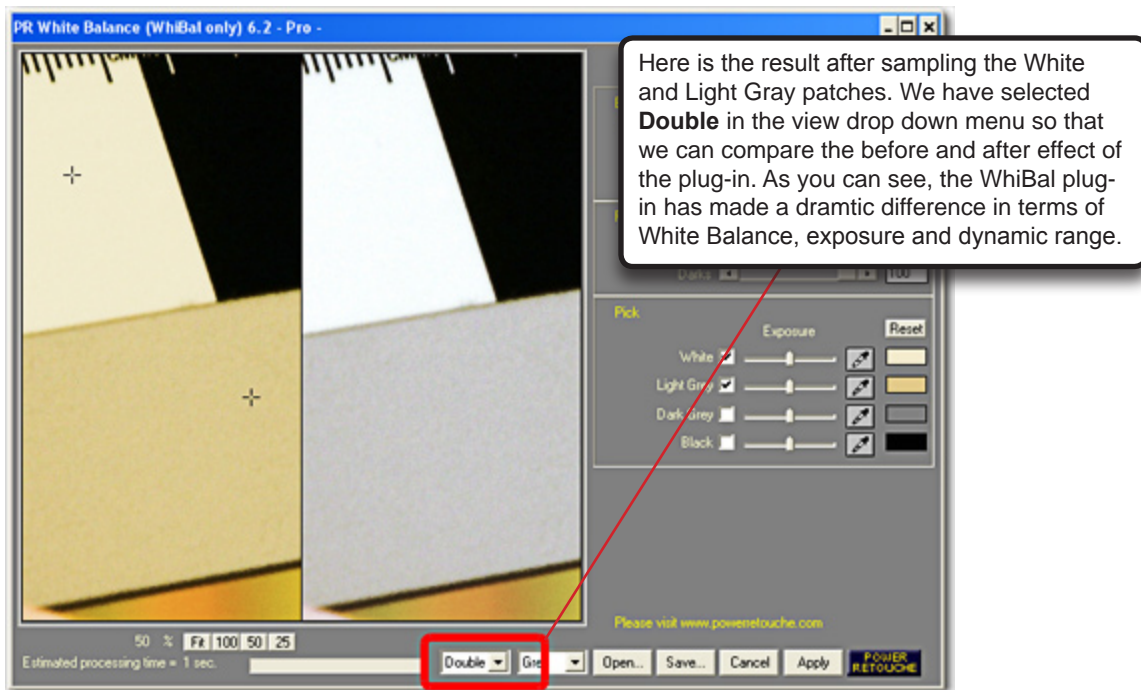 PR White Balance (WhiBal only) 6.2 - Pro -
Here is the result after sampling the White
and Light Gray patches. We have selected
Double in the view drop down menu so that
we can compare the before and after effect of
the plug-in. As you can see, the WhiBal plug-
in has made a dramtic difference in terms of
White Balance, exposure and dynamic range.
Darks 100
Pick
Exposure Reset
White
Light Grey
Dark Grey
Black
Please visit www.powerretouche.com
50 % Fit 100 50 25
Estimated processing time = 1 sec.
Double Open... Save... Cancel Apply POWER
RETOUCHE